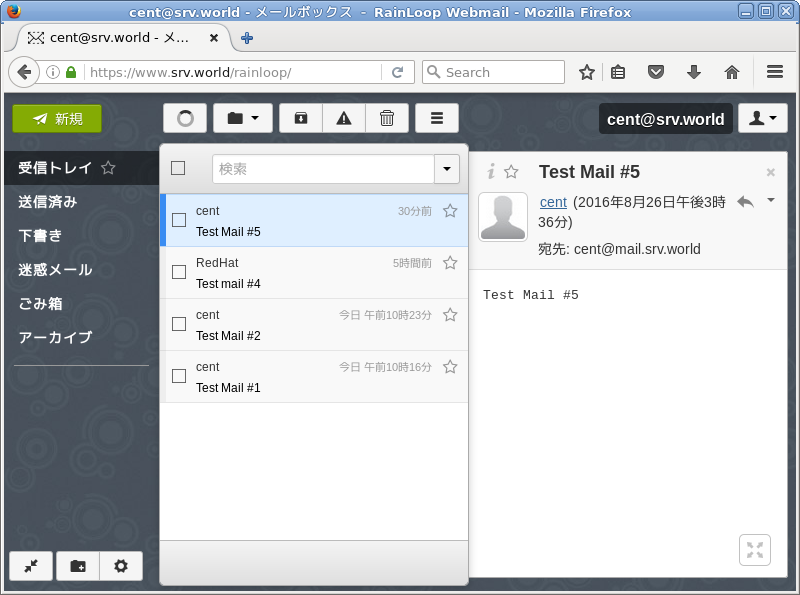 cent@srv.world - メールボックス - RainLoop Webmail - Mozilla Firefox
cent@srv.world - メ...
https://www.srv.world/rainloop/
Search
新規
cent@srv.world
受信トレイ
送信済み
下書き
迷惑メール
ごみ箱
アーカイブ
検索
cent 30分前
Test Mail #5
RedHat 5時間前
Test mail #4
cent 今日 午前10時23分
Test Mail #2
cent 今日 午前10時16分
Test Mail #1
Test Mail #5
cent (2016年8月26日午後3時
36分)
宛先: cent@mail.srv.world
Test Mail #5